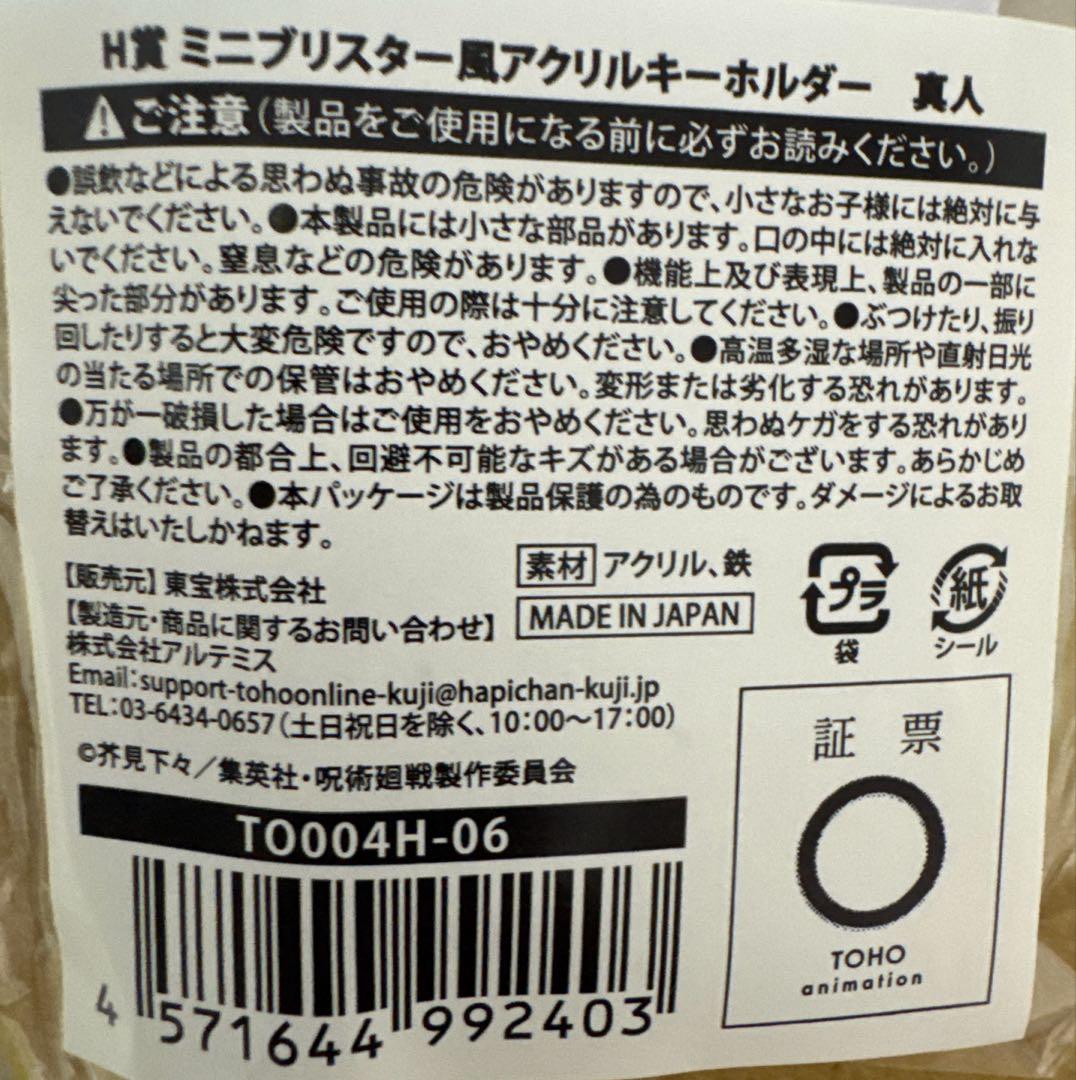 H賞 ミニブリスター風アクリルキーホルダー 真人
ご注意(製品をご使用になる前に必ずお読みください。)
●誤飲などによる思わぬ事故の危険がありますので、小さなお子様には絶対に与
えないでください。●本製品には小さな部品があります。口の中には絶対に入れな
いでください。窒息などの危険があります。●機能上及び表現上、製品の一部に
尖った部分があります。ご使用の際は十分に注意してください。●ぶつけたり、振り
回したりすると大変危険ですので、おやめください。●高温多湿な場所や直射日光
の当たる場所での保管はおやめください。変形または劣化する恐れがあります。
●万が一破損した場合はご使用をおやめください。思わぬケガをする恐れがあり
ます。●製品の都合上、回避不可能なキズがある場合がございます。あらかじめ
ご了承ください。●本パッケージは製品保護の為のものです。ダメージによるお取
替えはいたしかねます。
【販売元】東宝株式会社
【製造元・商品に関するお問い合わせ】
株式会社アルテミス
Email:support-tohoonline-kuji@hapichan-kuji.jp
TEL:03-6434-0657(土日祝日を除く、10:00～17:00)
©芥見下々／集英社・呪術廻戦製作委員会
素材 アクリル、鉄
MADE IN JAPAN
プラ
袋
紙
シール
TO004H-06
4 571644 992403
証 票
TOHO
animation